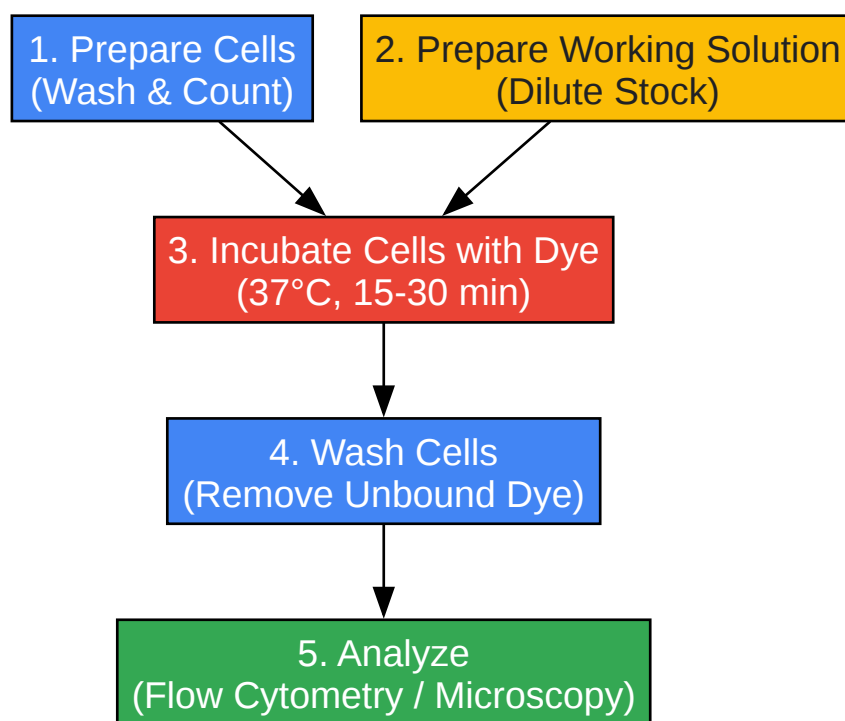 1. Prepare Cells
(Wash & Count)
2. Prepare Working Solution
(Dilute Stock)
3. Incubate Cells with Dye
(37°C, 15-30 min)
4. Wash Cells
(Remove Unbound Dye)
5. Analyze
(Flow Cytometry / Microscopy)